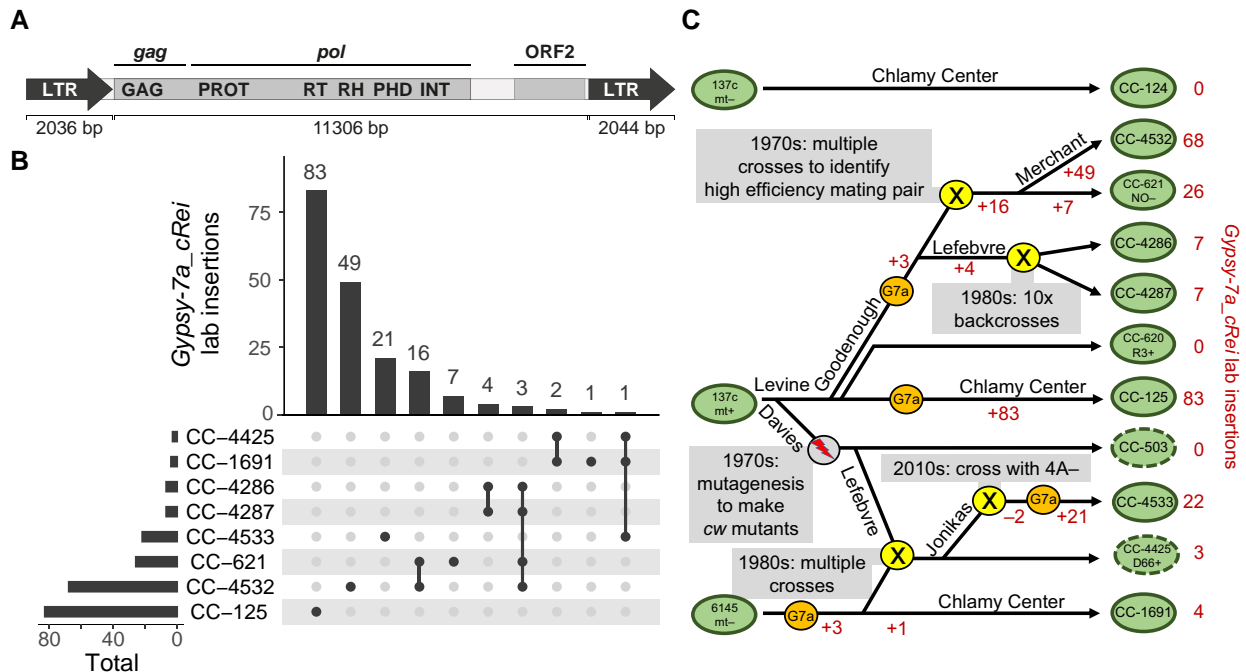 A
gag
pol
ORF2
LTR
GAG
PROT
RT
RH
PHD
INT
LTR
2036 bp
11306 bp
2044 bp
B
Gypsy-7a_cRei
lab insertions
75
50
25
0
83
49
21
16
7
4
3
2
1
1
CC–4425
CC–1691
CC–4286
CC–4287
CC–4533
CC–621
CC–4532
CC–125
80
40
0
Total
C
137c
mt–
Chlamy Center
CC-124
0
1970s: multiple
crosses to identify
high efficiency mating pair
X
+16
Merchant
+49
+7
CC-4532
68
CC-621
NO–
26
+3
G7a
Goodenough
Lefebvre
+4
X
1980s: 10x
backcrosses
CC-4286
7
CC-4287
7
CC-620
R3+
0
137c
mt+
Levine
G7a
Chlamy Center
+83
CC-125
83
Davies
1970s:
mutagenesis
to make
cw mutants
CC-503
0
Lefebvre
2010s: cross with 4A–
X
–2
G7a
+21
CC-4533
22
Jonikas
1980s: multiple
crosses
X
CC-4425
D66+
3
6145
mt–
G7a
+3
+1
Chlamy Center
CC-1691
4
Gypsy-7a_cRei lab insertions